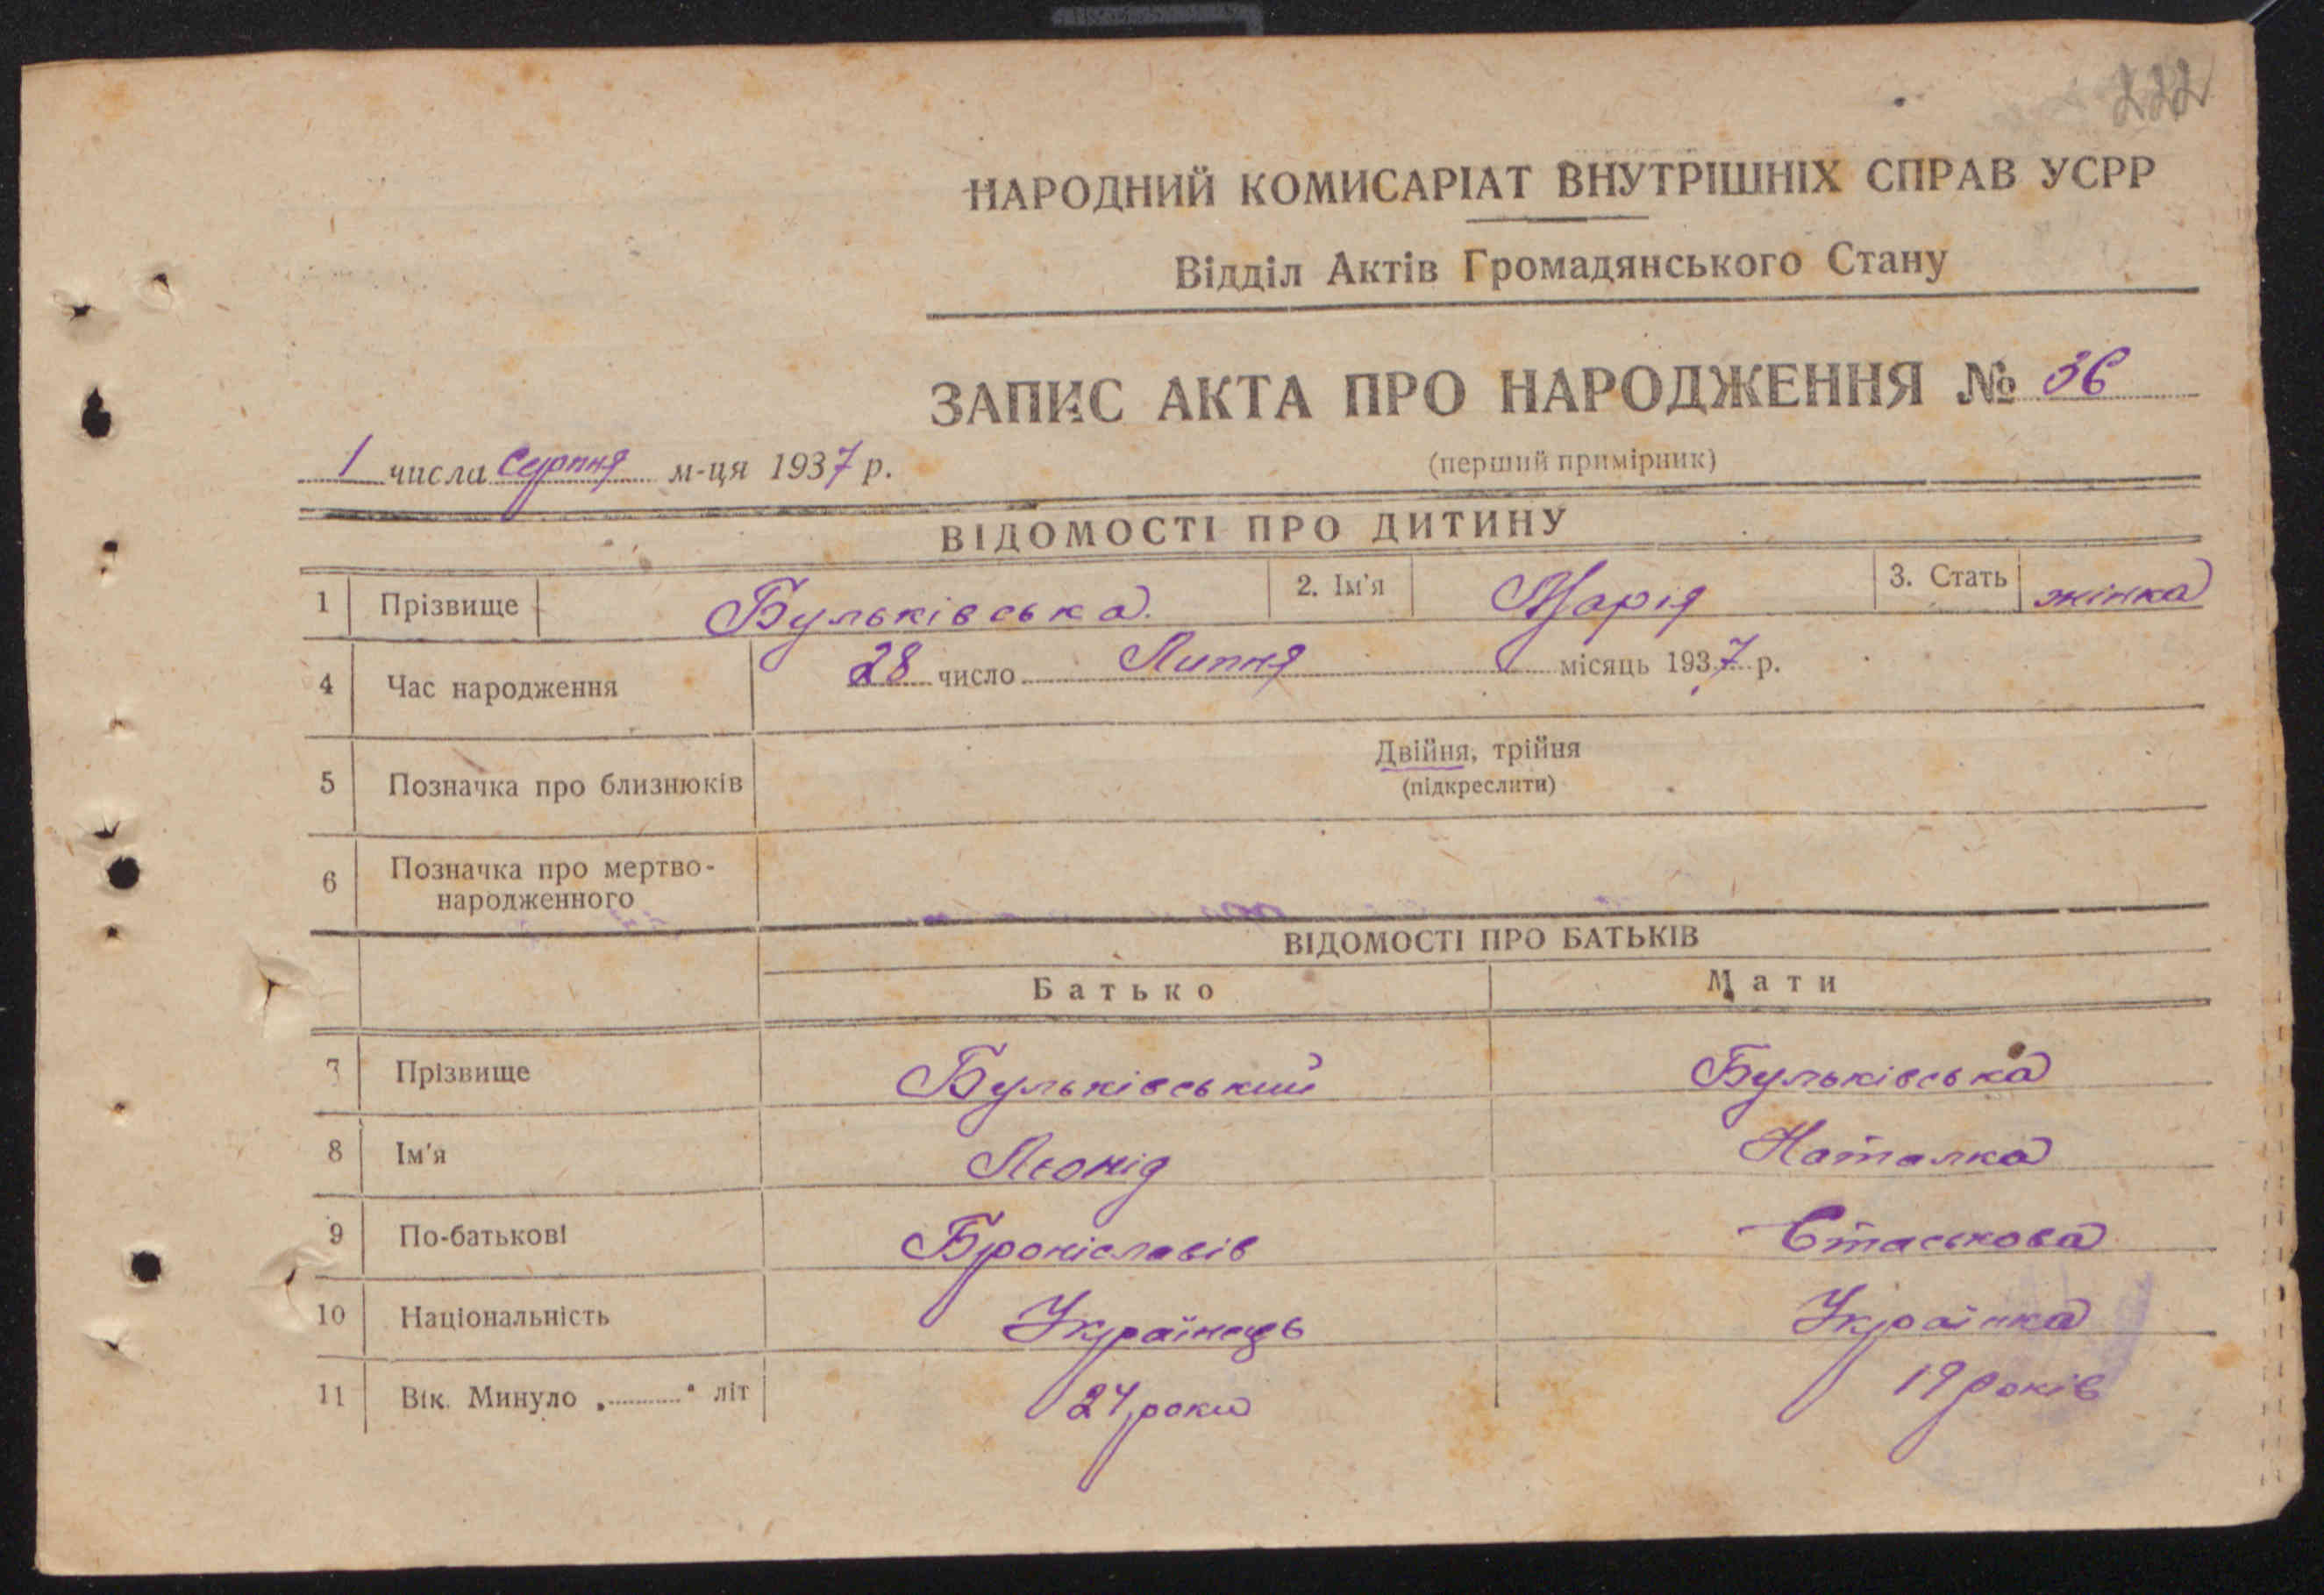 222
НАРОДНИЙ КОМИСАРІАТ ВНУТРІШНІХ СПРАВ УСРР
Відділ Актів Громадянського Стану
ЗАПИС АКТА ПРО НАРОДЖЕННЯ № 36
1 числа Серпня м-ця 1937 р.
(перший примірник)
ВІДОМОСТІ ПРО ДИТИНУ
1 Прізвище Бульківська 2. Ім'я Марія 3. Стать жінка
4 Час народження 28 число Липня місяць 1937 р.
Двійня, трійня
5 Позначка про близнюків (підкреслити)
6 Позначка про мертво-
народженного
ВІДОМОСТІ ПРО БАТЬКІВ
Батько Мати
7 Прізвище Бульківський Бульківська
8 Ім'я Леонід Наталка
9 По-батькові Броніславів Стаськова
10 Національність Українець Українка
11 Вік. Минуло „..........“ літ 24 роки 19 років